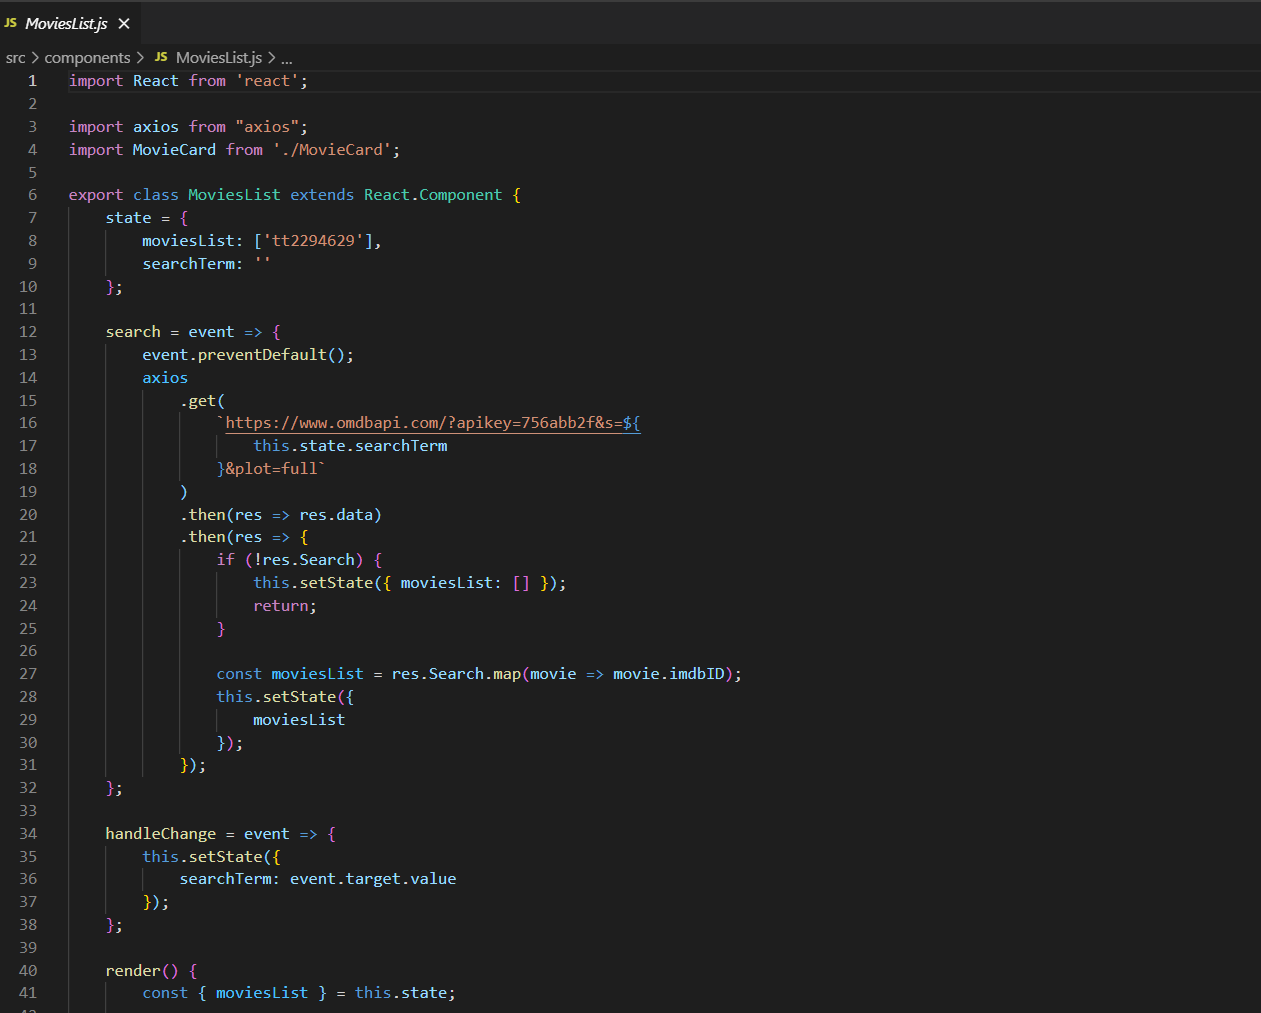 JS MoviesList.js ×
src > components > JS MoviesList.js > ...
1 import React from 'react';
2
3 import axios from "axios";
4 import MovieCard from './MovieCard';
5
6 export class MoviesList extends React.Component {
7     state = {
8         moviesList: ['tt2294629'],
9         searchTerm: ''
10     };
11
12     search = event => {
13         event.preventDefault();
14         axios
15             .get(
16                 `https://www.omdbapi.com/?apikey=756abb2f&s=${
17                     this.state.searchTerm
18                 }&plot=full`
19             )
20             .then(res => res.data)
21             .then(res => {
22                 if (!res.Search) {
23                     this.setState({ moviesList: [] });
24                     return;
25                 }
26
27                 const moviesList = res.Search.map(movie => movie.imdbID);
28                 this.setState({
29                     moviesList
30                 });
31             });
32     };
33
34     handleChange = event => {
35         this.setState({
36             searchTerm: event.target.value
37         });
38     };
39
40     render() {
41         const { moviesList } = this.state;